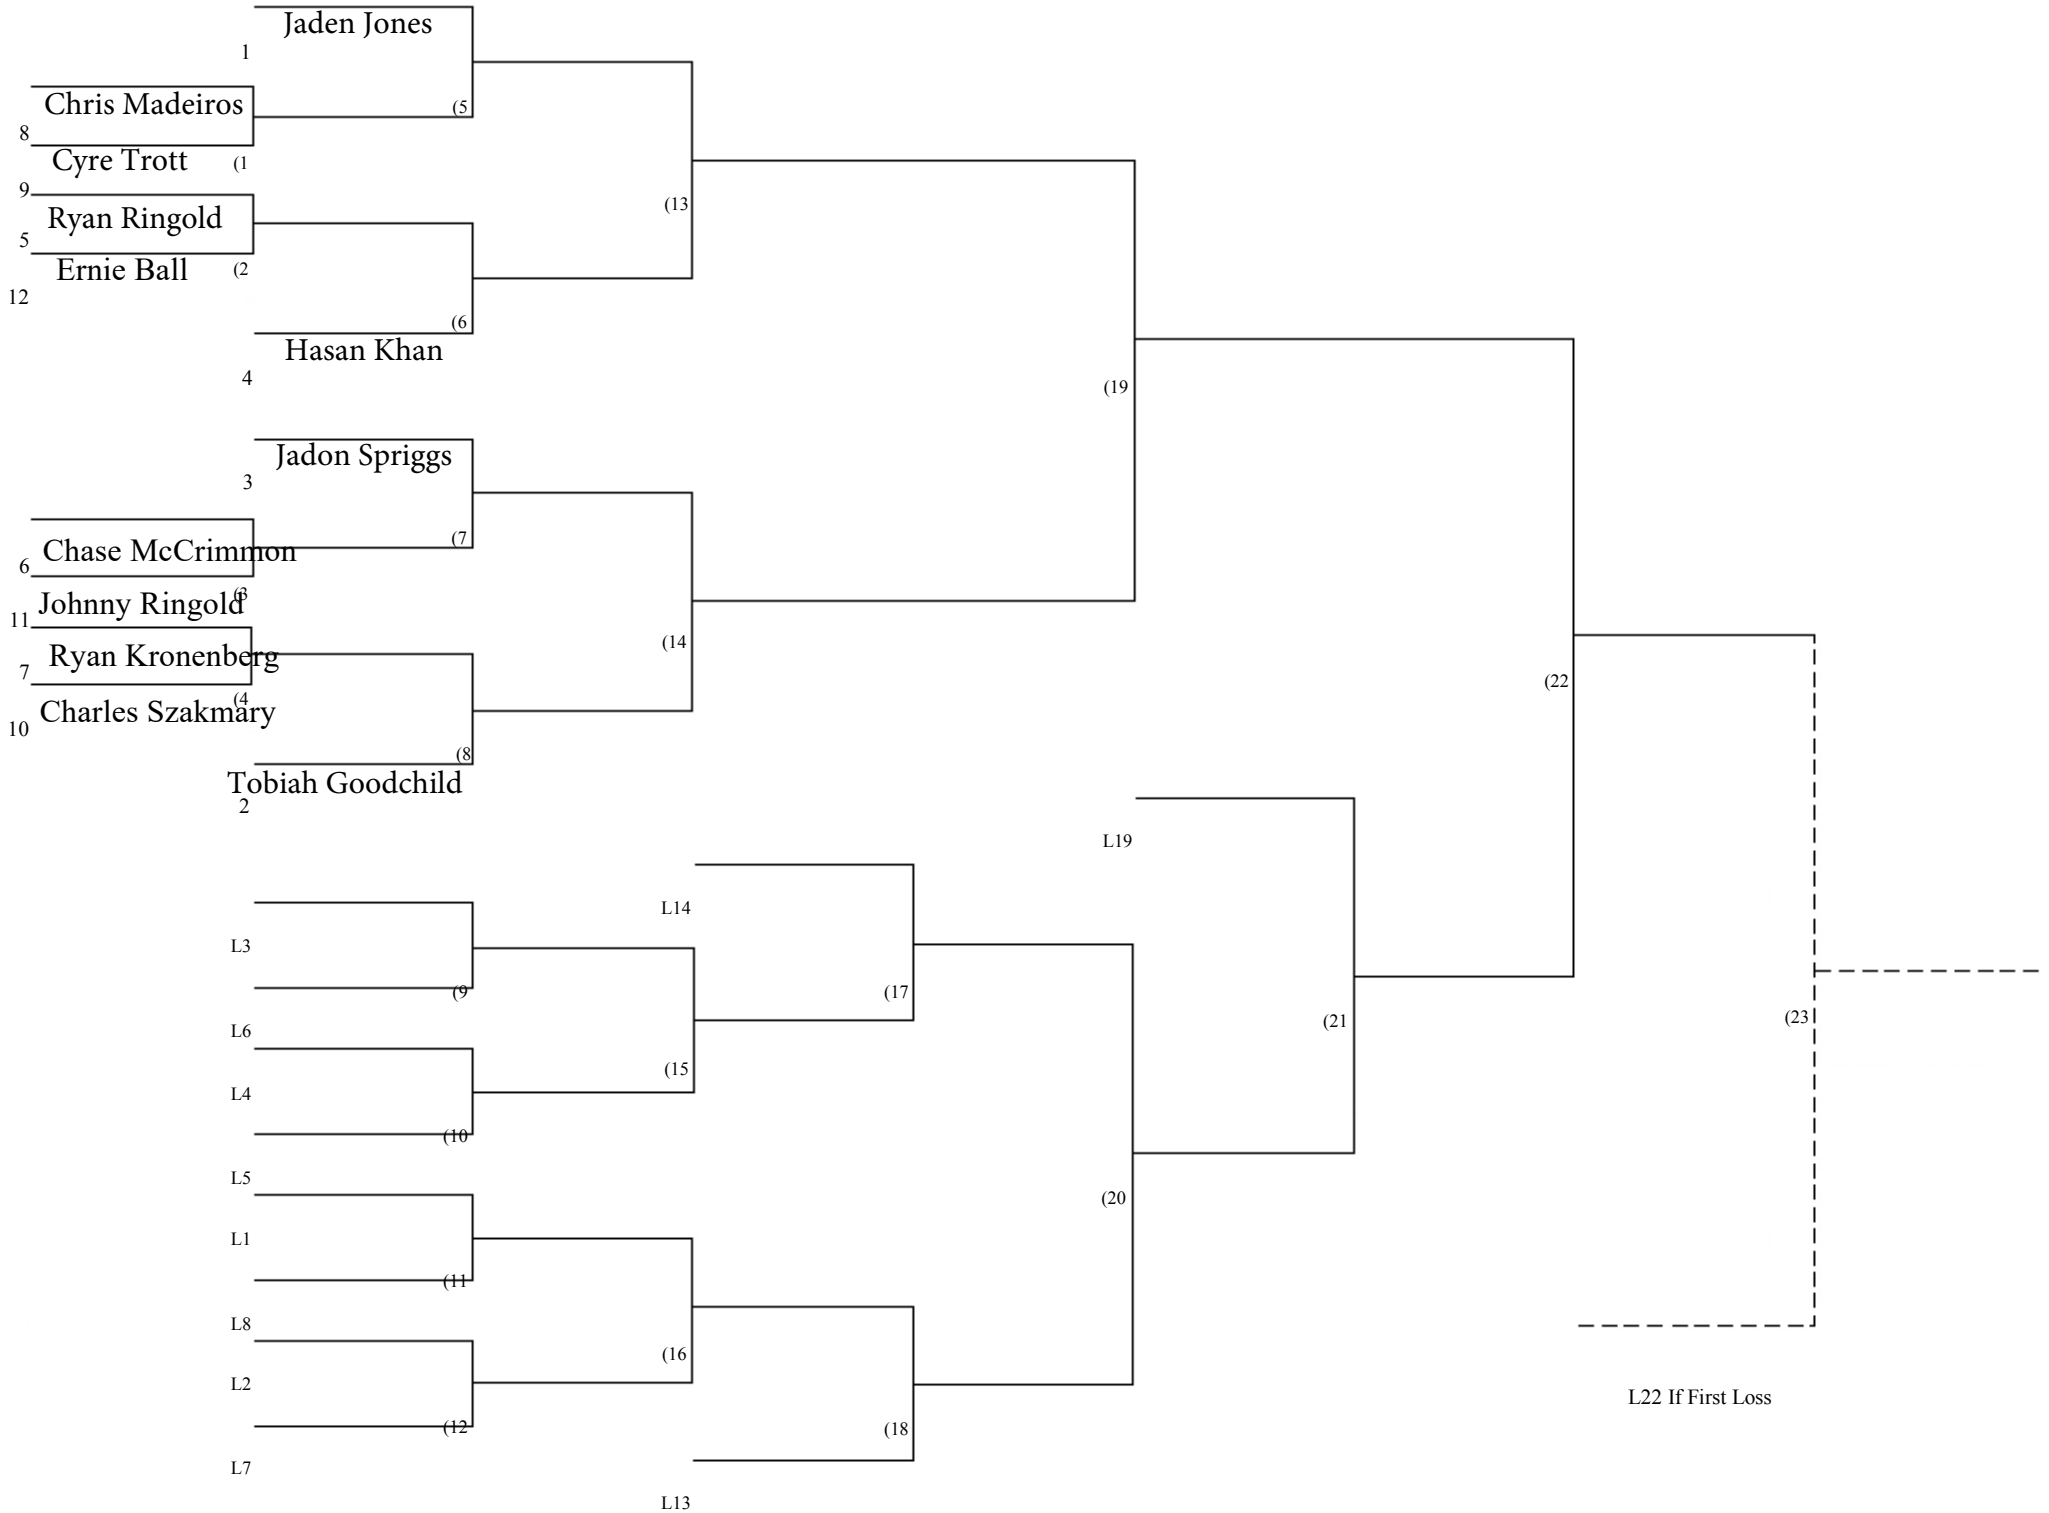 Jaden Jones
1
Chris Madeiros
(5
8
Cyre Trott
(1
9
Ryan Ringold
(13
5
Ernie Ball
(2
12
(6
Hasan Khan
4
(19
Jadon Spriggs
3
(7
Chase McCrimmon
6
(3
Johnny Ringold
11
(14
Ryan Kronenberg
7
(22
(4
Charles Szakmary
10
(8
Tobiah Goodchild
2
L19
L14
L3
(9
(17
L6
(21
(23
(15
L4
(10
L5
(20
L1
(11
L8
(16
L2
L22 If First Loss
(12
(18
L7
L13